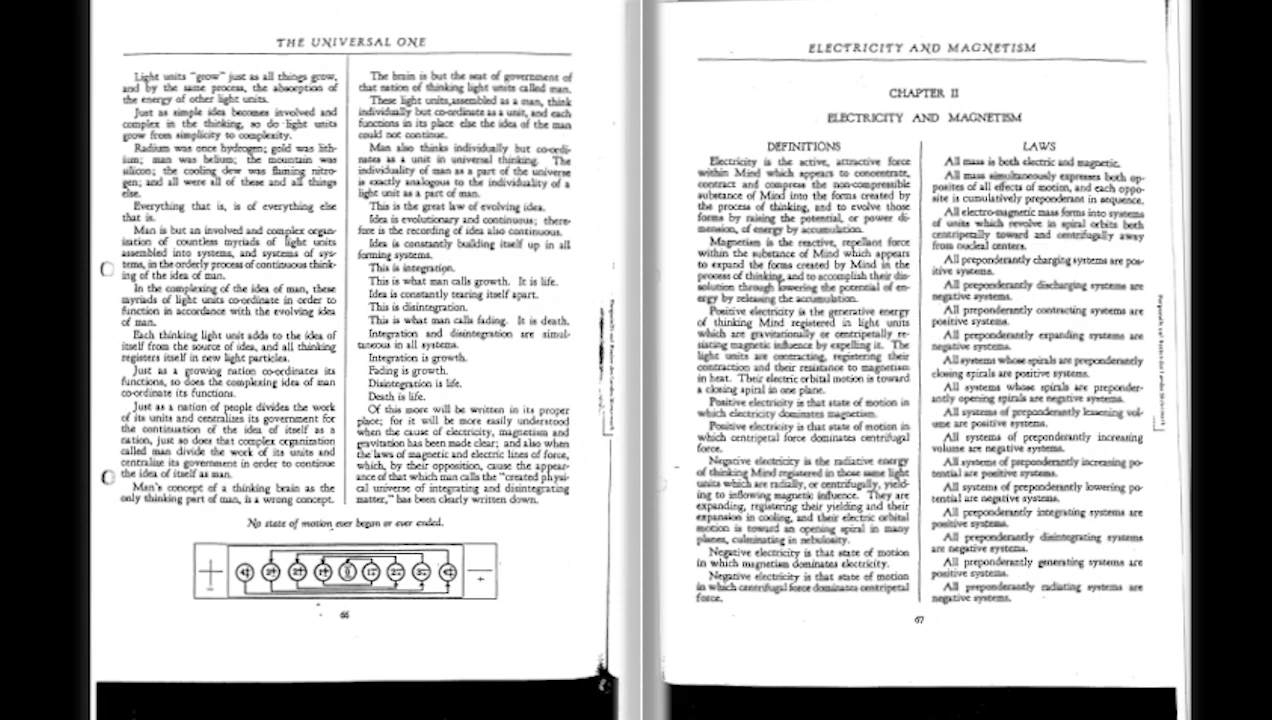 THE UNIVERSAL ONE
Light units "grow" just as all things grow,
and by the same process, the absorption of
the energy of other light units.
Just as simple idea becomes involved and
complex in the thinking, so do light units
grow from simplicity to complexity.
Radium was once hydrogen; gold was lith-
ium; man was helium; the mountain was
silicon; the cooling dew was flaming nitro-
gen; and all were all of these and all things
else.
Everything that is, is of everything else
that is.
Man is but an involved and complex organ-
ization of countless myriads of light units
assembled into systems, and systems of sys-
tems, in the orderly process of continuous think-
ing of the idea of man.
In the complexing of the idea of man, these
myriads of light units co-ordinate in order to
function in accordance with the evolving idea
of man.
Each thinking light unit adds to the idea of
itself from the source of idea, and all thinking
registers itself in new light particles.
Just as a growing nation co-ordinates its
functions, so does the complexing idea of man
co-ordinate its functions.
Just as a nation of people divides the work
of its units and centralizes its government for
the continuation of the idea of itself as a
nation, just so does that complex organization
called man divide the work of its units and
centralize its government in order to continue
the idea of itself as man.
Man's concept of a thinking brain as the
only thinking part of man, is a wrong concept.
The brain is but the seat of government of
that nation of thinking light units called man.
These light units, assembled as a man, think
individually but co-ordinate as a unit, and each
functions in its place else the idea of the man
could not continue.
Man also thinks individually but co-ordi-
nates as a unit in universal thinking. The
individuality of man as a part of the universe
is exactly analogous to the individuality of a
light unit as a part of man.
This is the great law of evolving idea.
Idea is evolutionary and continuous; there-
fore is the recording of idea also continuous.
Idea is constantly building itself up in all
forming systems.
This is integration.
This is what man calls growth. It is life.
Idea is constantly tearing itself apart.
This is disintegration.
This is what man calls fading. It is death.
Integration and disintegration are simul-
taneous in all systems.
Integration is growth.
Fading is growth.
Disintegration is life.
Death is life.
Of this more will be written in its proper
place; for it will be more easily understood
when the cause of electricity, magnetism and
gravitation has been made clear; and also when
the laws of magnetic and electric lines of force,
which, by their opposition, cause the appear-
ance of that which man calls the "created physi-
cal universe of integrating and disintegrating
matter," has been clearly written down.
No state of motion ever began or ever ended.
66
ELECTRICITY AND MAGNETISM
CHAPTER II
ELECTRICITY AND MAGNETISM
DEFINITIONS
Electricity is the active, attractive force
within Mind which appears to concentrate,
contract and compress the non-compressible
substance of Mind into the forms created by
the process of thinking, and to evolve those
forms by raising the potential, or power di-
mension, of energy by accumulation.
Magnetism is the reactive, repellant force
within the substance of Mind which appears
to expand the forms created by Mind in the
process of thinking, and to accomplish their dis-
solution through lowering the potential of en-
ergy by releasing the accumulation.
Positive electricity is the generative energy
of thinking Mind registered in light units
which are gravitationally or centripetally re-
sisting magnetic influence by expelling it. The
light units are contracting, registering their
contraction and their resistance to magnetism
in heat. Their electric orbital motion is toward
a closing spiral in one plane.
Positive electricity is that state of motion in
which electricity dominates magnetism.
Positive electricity is that state of motion in
which centripetal force dominates centrifugal
force.
Negative electricity is the radiative energy
of thinking Mind registered in those same light
units which are radially, or centrifugally, yield-
ing to inflowing magnetic influence. They are
expanding, registering their yielding and their
expansion in cooling, and their electric orbital
motion is toward an opening spiral in many
planes, culminating in nebulosity.
Negative electricity is that state of motion
in which magnetism dominates electricity.
Negative electricity is that state of motion
in which centrifugal force dominates centripetal
force.
LAWS
All mass is both electric and magnetic.
All mass simultaneously expresses both op-
posites of all effects of motion, and each oppo-
site is cumulatively preponderant in sequence.
All electro-magnetic mass forms into systems
of units which revolve in spiral orbits both
centripetally toward and centrifugally away
from nucleal centers.
All preponderantly charging systems are pos-
itive systems.
All preponderantly discharging systems are
negative systems.
All preponderantly contracting systems are
positive systems.
All preponderantly expanding systems are
negative systems.
All systems whose spirals are preponderantly
closing spirals are positive systems.
All systems whose spirals are preponder-
antly opening spirals are negative systems.
All systems of preponderantly lessening vol-
ume are positive systems.
All systems of preponderantly increasing
volume are negative systems.
All systems of preponderantly increasing po-
tential are positive systems.
All systems of preponderantly lowering po-
tential are negative systems.
All preponderantly integrating systems are
positive systems.
All preponderantly disintegrating systems
are negative systems.
All preponderantly generating systems are
positive systems.
All preponderantly radiating systems are
negative systems.
67